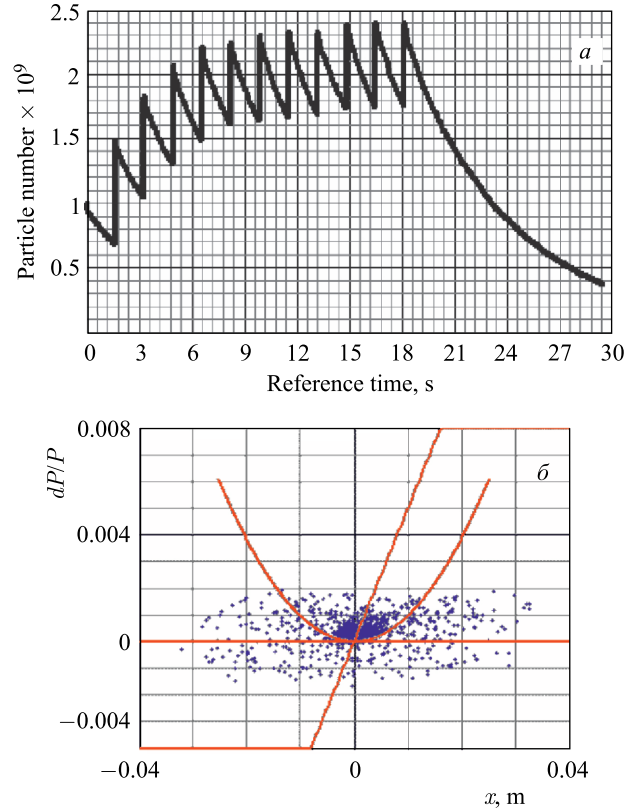 2.5
2
1.5
1
0.5
Particle number × 10⁹
a
0 3 6 9 12 15 18 21 24 27 30
Reference time, s
0.008
0.004
0
−0.004
dP/P
б
−0.04 0 0.04
x, m